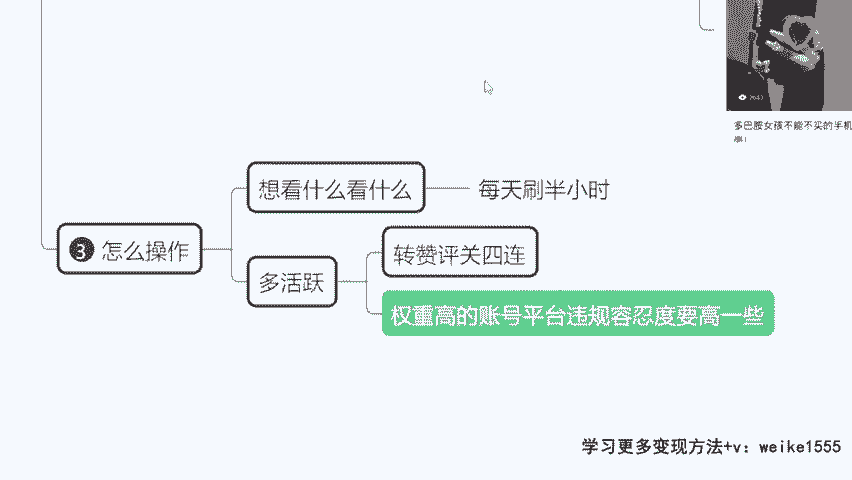 多巴胺女孩不能不买的手机
想看什么看什么
每天刷半小时
❸ 怎么操作
转赞评关四连
多活跃
权重高的账号平台违规容忍度要高一些
学习更多变现方法+v：weike1555